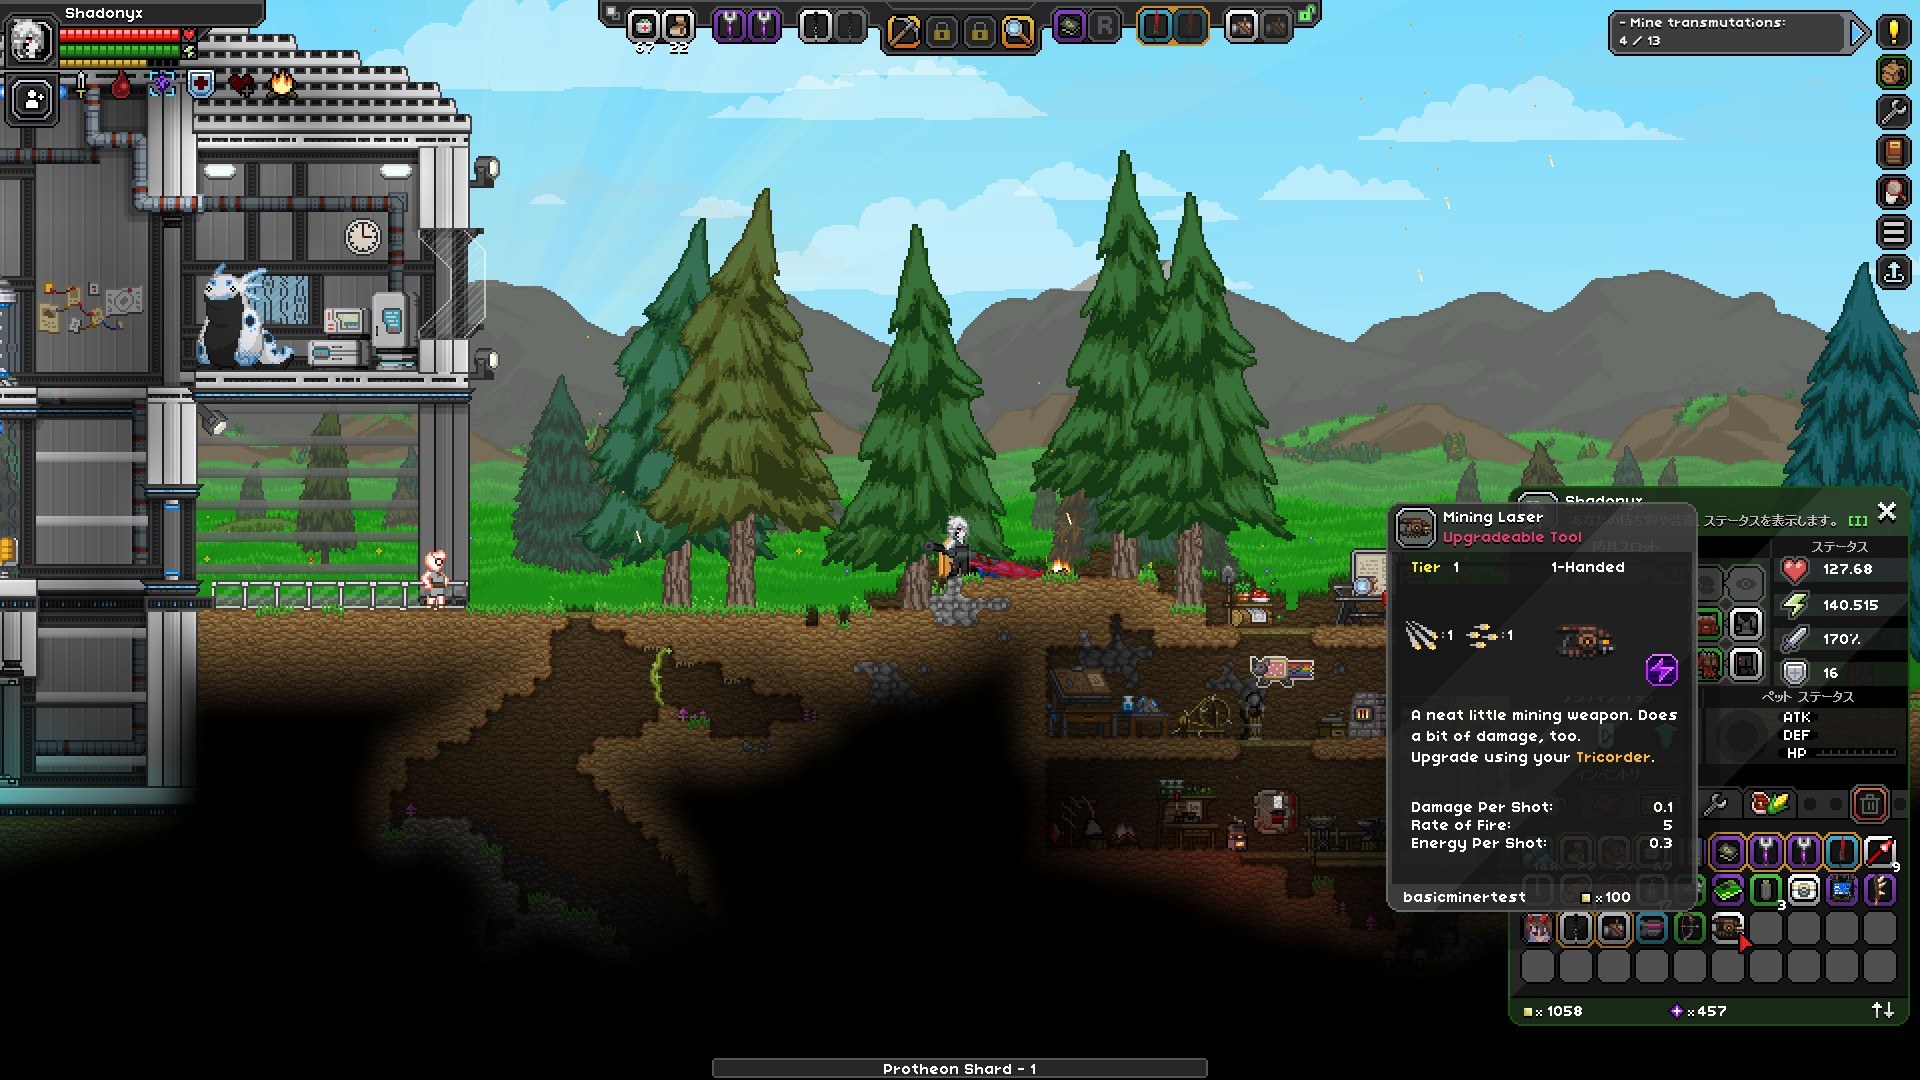 Shadonyx
67 22
R
- Mine transmutations:
4 / 13
Shadonyx
ステータスを表示します。 [I]
Mining Laser
Upgradeable Tool
Tier 1
1-Handed
:1 :1
A neat little mining weapon. Does
a bit of damage, too.
Upgrade using your Tricorder.
Damage Per Shot: 0.1
Rate of Fire: 5
Energy Per Shot: 0.3
basicminertest
x100
ステータス
127.68
140.515
170%
16
ペット ステータス
ATK
DEF
HP
9
3
x 1058
x457
Protheon Shard - 1